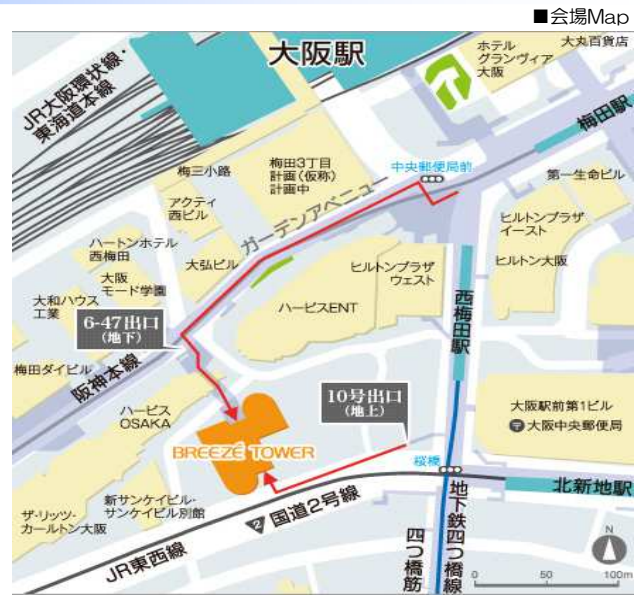 ■会場Map
大阪駅
ホテル
グランヴィア
大阪
大丸百貨店
JR大阪環状線・
東海道本線
梅田駅
梅三小路
梅田3丁目
計画(仮称)
計画中
中央郵便局前
第一生命ビル
アクティ
西ビル
ガーデンアベニュー
ハートンホテル
西梅田
大弘ビル
ヒルトンプラザ
イースト
ヒルトン大阪
大阪
モード学園
ヒルトンプラザ
ウェスト
大和ハウス
工業
ハービスENT
西梅田駅
6-47出口
(地下)
梅田ダイビル
阪神本線
10号出口
(地上)
大阪駅前第1ビル
大阪中央郵便局
ハービス
OSAKA
BREEZÉ TOWER
桜橋
北新地駅
新サンケイビル・
サンケイビル別館
ザ・リッツ・
カールトン大阪
2
国道2号線
JR東西線
四つ橋筋
地下鉄四つ橋線
N
0 50 100m